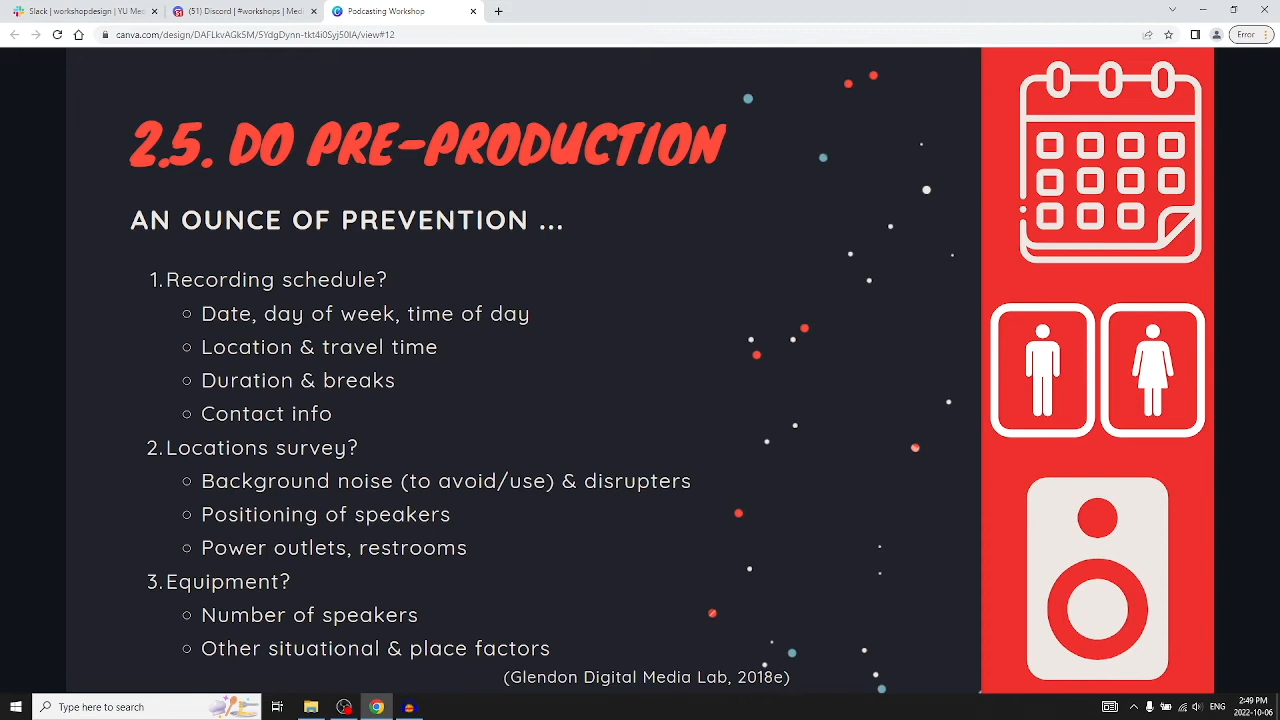 Slack | workshopdesign | YU Me
(51) Discord | #workshops | Medi
Podcasting Workshop
canva.com/design/DAFLkvAGk5M/5YdgDynn-tkt4i0Syj50IA/view#12
Error
2.5. DO PRE-PRODUCTION
AN OUNCE OF PREVENTION ...
1. Recording schedule?
○ Date, day of week, time of day
○ Location & travel time
○ Duration & breaks
○ Contact info
2. Locations survey?
○ Background noise (to avoid/use) & disrupters
○ Positioning of speakers
○ Power outlets, restrooms
3. Equipment?
○ Number of speakers
○ Other situational & place factors
(Glendon Digital Media Lab, 2018e)
Type here to search
ENG
2:49 PM
2022-10-06